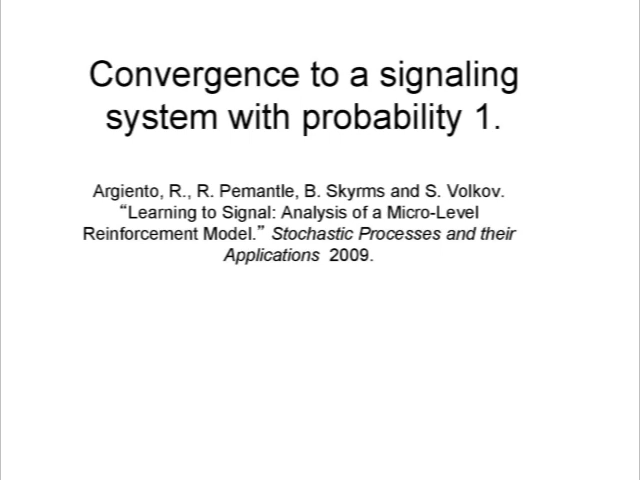 Convergence to a signaling
system with probability 1.
Argiento, R., R. Pemantle, B. Skyrms and S. Volkov.
“Learning to Signal: Analysis of a Micro-Level
Reinforcement Model.” Stochastic Processes and their
Applications 2009.